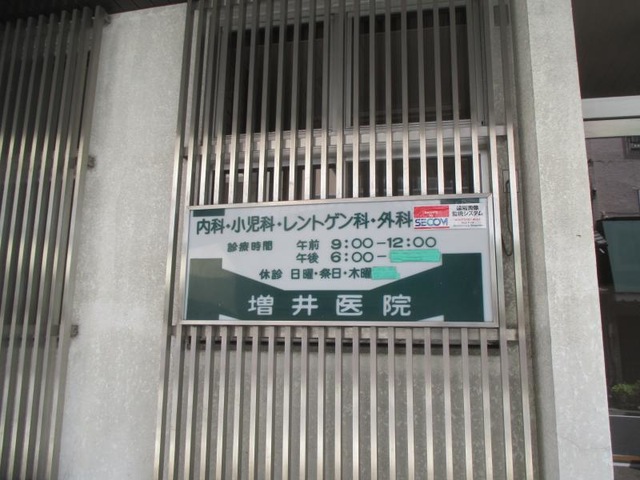 内科・小児科・レントゲン科・外科
SECOM
診療時間 午前 9:00-12:00
午後 6:00-
休診 日曜・祭日・木曜
増井医院